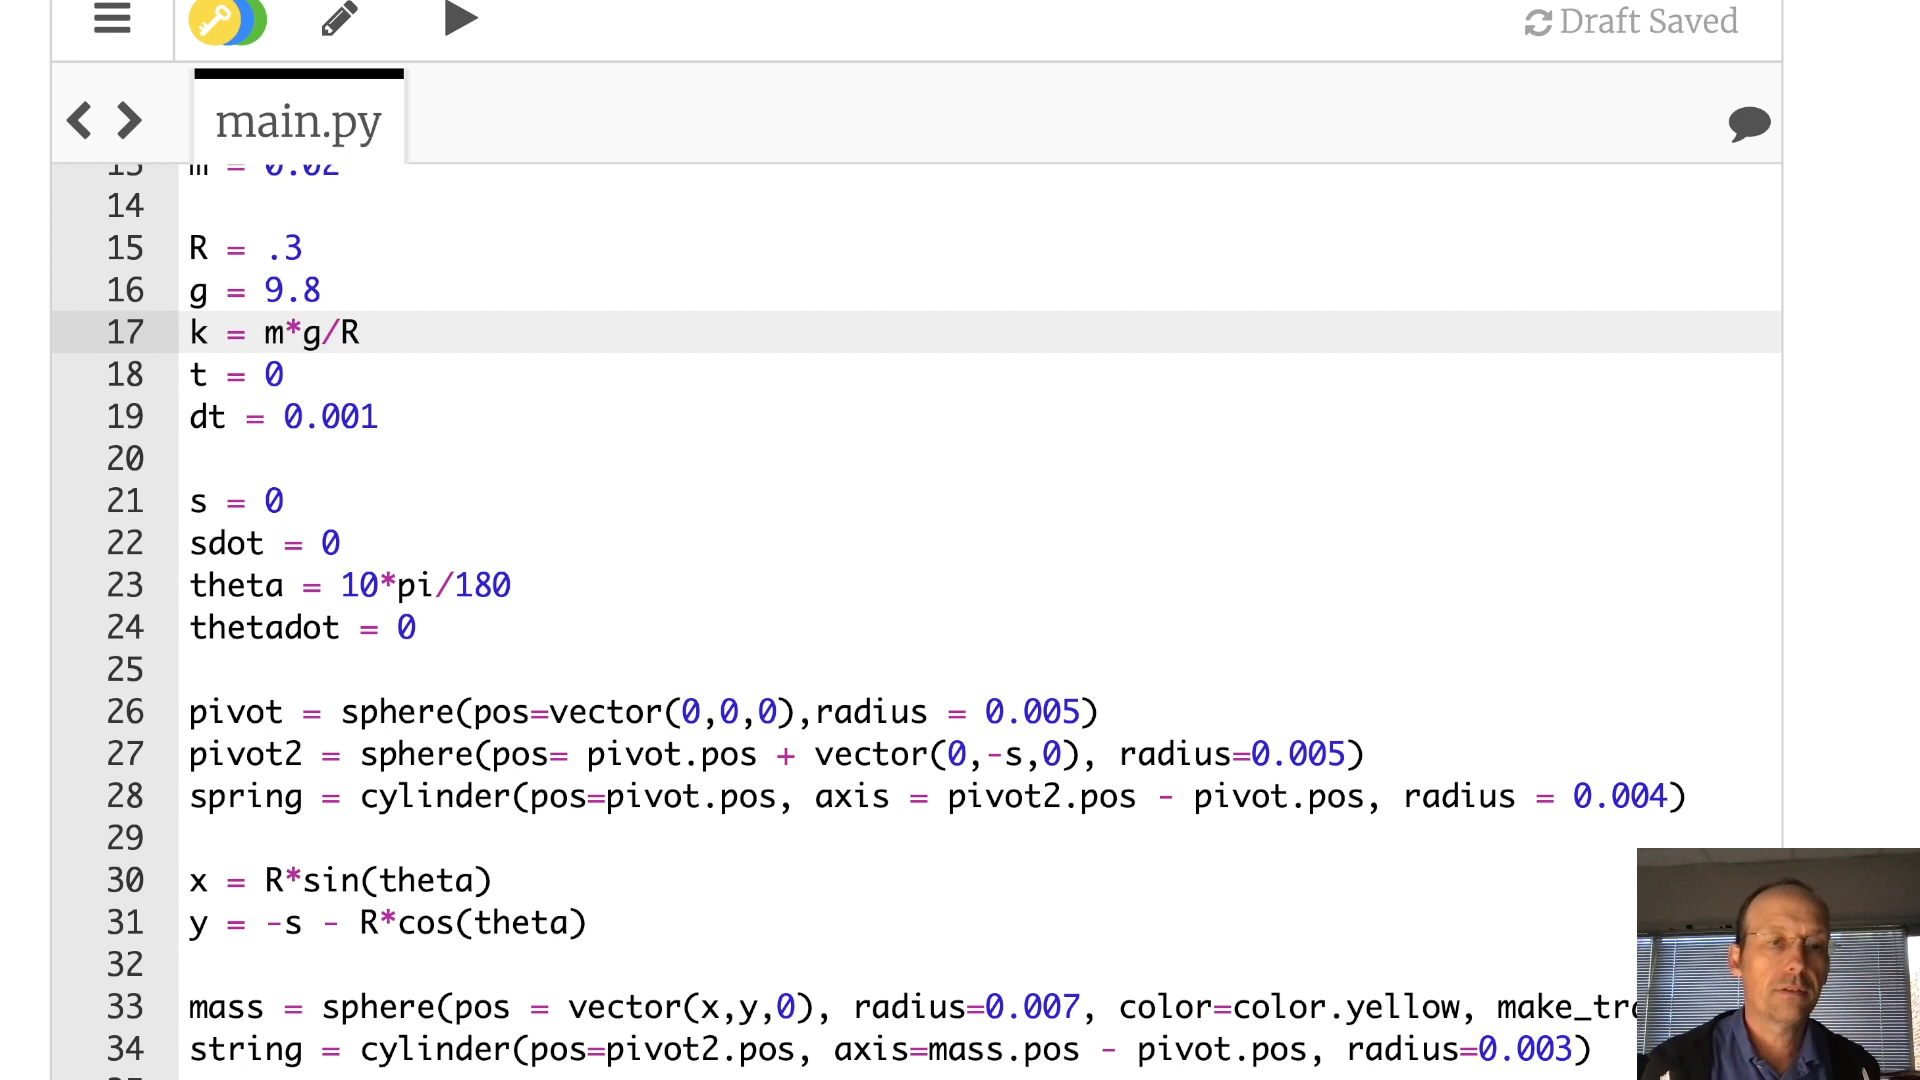 Draft Saved
main.py
13 m = 0.02
14
15 R = .3
16 g = 9.8
17 k = m*g/R
18 t = 0
19 dt = 0.001
20
21 s = 0
22 sdot = 0
23 theta = 10*pi/180
24 thetadot = 0
25
26 pivot = sphere(pos=vector(0,0,0),radius = 0.005)
27 pivot2 = sphere(pos= pivot.pos + vector(0,-s,0), radius=0.005)
28 spring = cylinder(pos=pivot.pos, axis = pivot2.pos - pivot.pos, radius = 0.004)
29
30 x = R*sin(theta)
31 y = -s - R*cos(theta)
32
33 mass = sphere(pos = vector(x,y,0), radius=0.007, color=color.yellow,
34 string = cylinder(pos=pivot2.pos, axis=mass.pos - pivot.pos, radius=0.003)